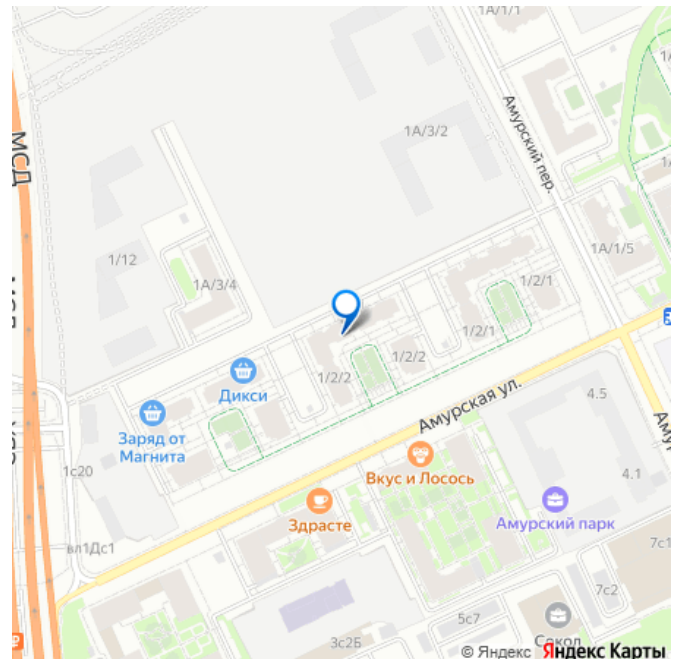 1А/1/1
Амурский пер.
1А/3/2
МСД
1/12
1А/3/4
1А/1/5
1/2/1
1/2/1
1/2/2
1/2/2
Дикси
Заряд от
Магнита
Амурская ул.
4.5
Вкус и Лосось
4.1
1с20
Здрасте
Амурский парк
вл1Дс1
7с2
5с7
3с2Б
Сокол
© Яндекс Яндекс Карты